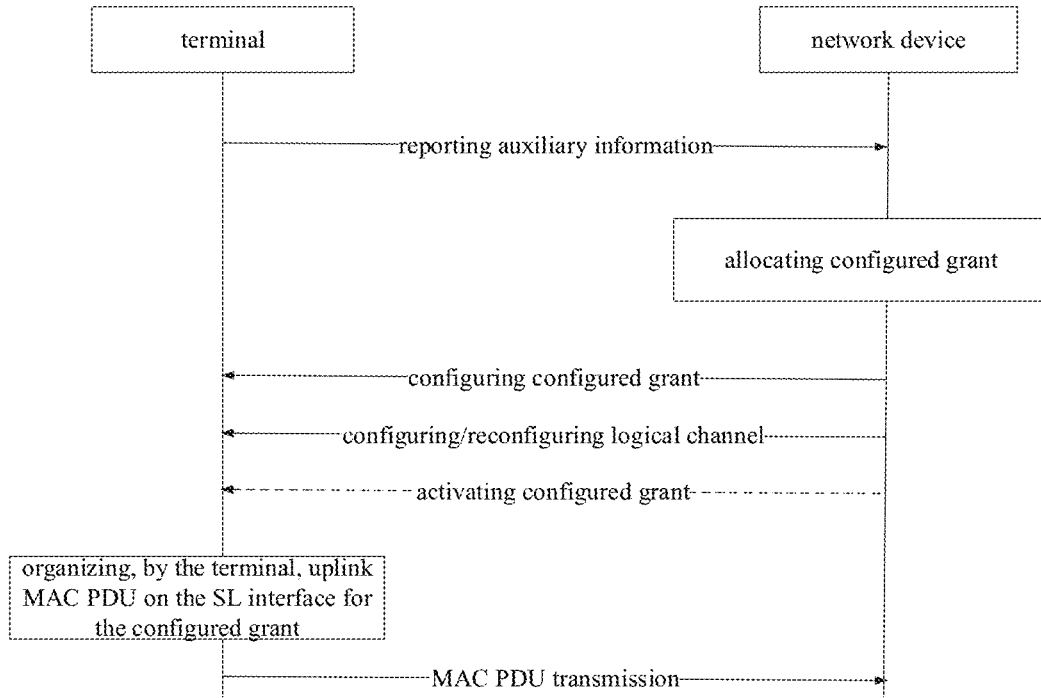 terminal
network device
reporting auxiliary information
allocating configured grant
configuring configured grant
configuring/reconfiguring logical channel
activating configured grant
organizing, by the terminal, uplink
MAC PDU on the SL interface for
the configured grant
MAC PDU transmission